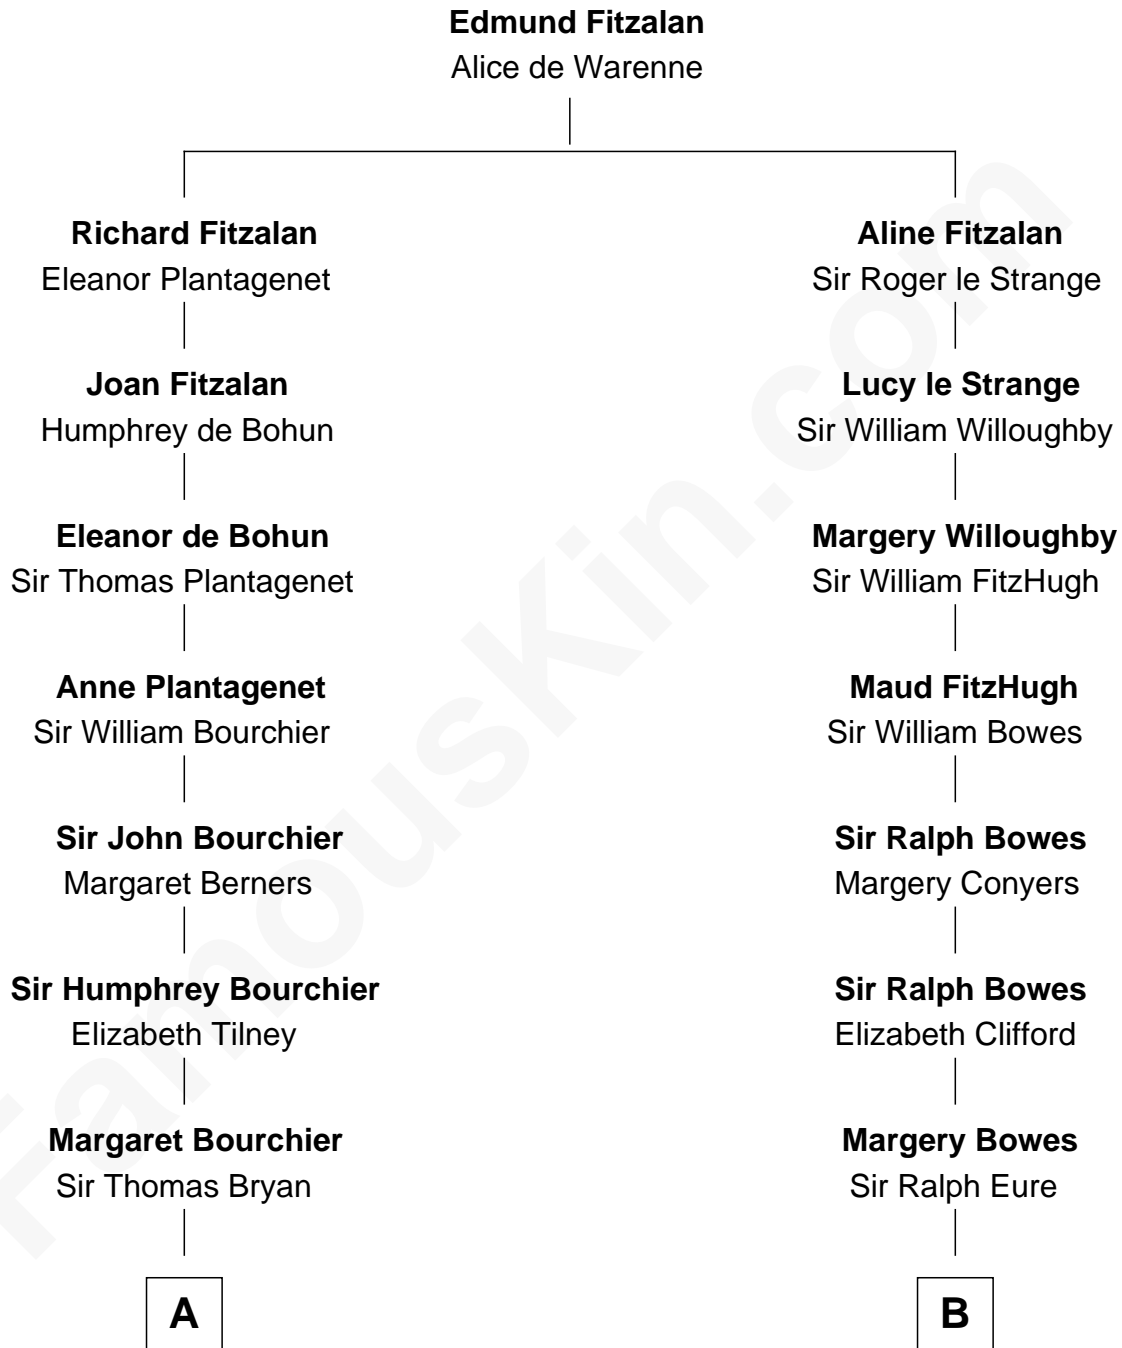 Edmund Fitzalan
Alice de Warenne
Richard Fitzalan
Eleanor Plantagenet
Joan Fitzalan
Humphrey de Bohun
Eleanor de Bohun
Sir Thomas Plantagenet
Anne Plantagenet
Sir William Bourchier
Sir John Bourchier
Margaret Berners
Sir Humphrey Bourchier
Elizabeth Tilney
Margaret Bourchier
Sir Thomas Bryan
A
Aline Fitzalan
Sir Roger le Strange
Lucy le Strange
Sir William Willoughby
Margery Willoughby
Sir William FitzHugh
Maud FitzHugh
Sir William Bowes
Sir Ralph Bowes
Margery Conyers
Sir Ralph Bowes
Elizabeth Clifford
Margery Bowes
Sir Ralph Eure
B
FamousKin.com